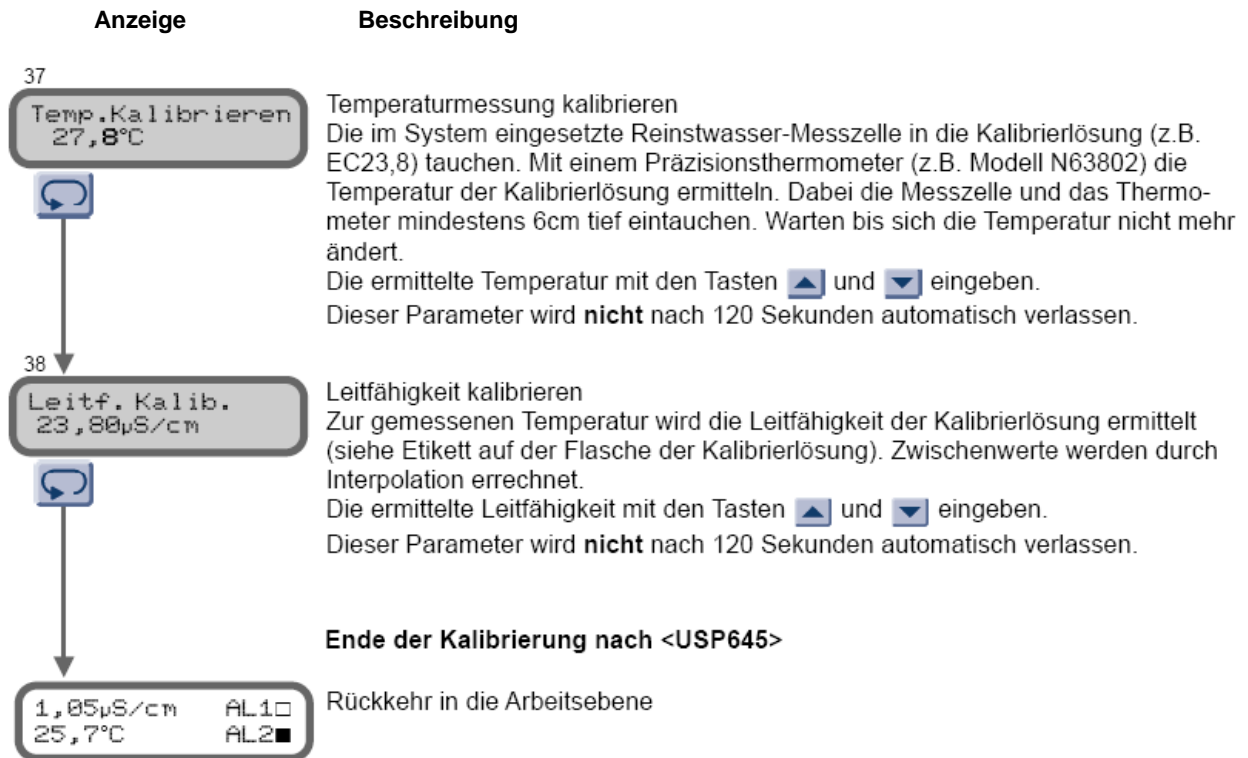 Anzeige Beschreibung
37
Temp.Kalibrieren
27,8°C
Temperaturmessung kalibrieren
Die im System eingesetzte Reinstwasser-Messzelle in die Kalibrierlösung (z.B.
EC23,8) tauchen. Mit einem Präzisionsthermometer (z.B. Modell N63802) die
Temperatur der Kalibrierlösung ermitteln. Dabei die Messzelle und das Thermo-
meter mindestens 6cm tief eintauchen. Warten bis sich die Temperatur nicht mehr
ändert.
Die ermittelte Temperatur mit den Tasten und eingeben.
Dieser Parameter wird nicht nach 120 Sekunden automatisch verlassen.
38
Leitf. Kalib.
23,80µS/cm
Leitfähigkeit kalibrieren
Zur gemessenen Temperatur wird die Leitfähigkeit der Kalibrierlösung ermittelt
(siehe Etikett auf der Flasche der Kalibrierlösung). Zwischenwerte werden durch
Interpolation errechnet.
Die ermittelte Leitfähigkeit mit den Tasten und eingeben.
Dieser Parameter wird nicht nach 120 Sekunden automatisch verlassen.
Ende der Kalibrierung nach <USP645>
1,05µS/cm AL1□
25,7°C AL2■
Rückkehr in die Arbeitsebene